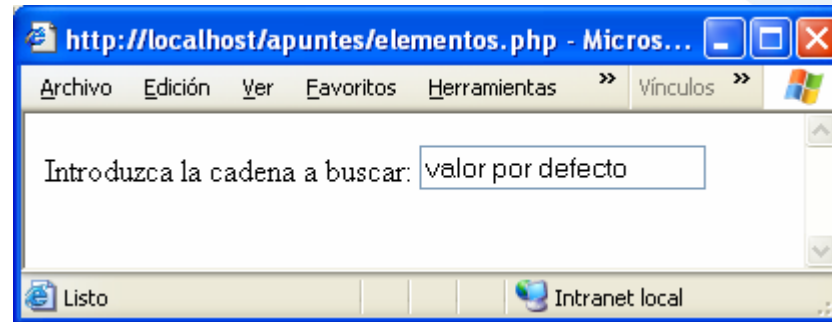 http://localhost/apuntes/elementos.php - Micros...
Archivo Edición Ver Favoritos Herramientas » Vínculos »
Introduzca la cadena a buscar: valor por defecto
Listo Intranet local